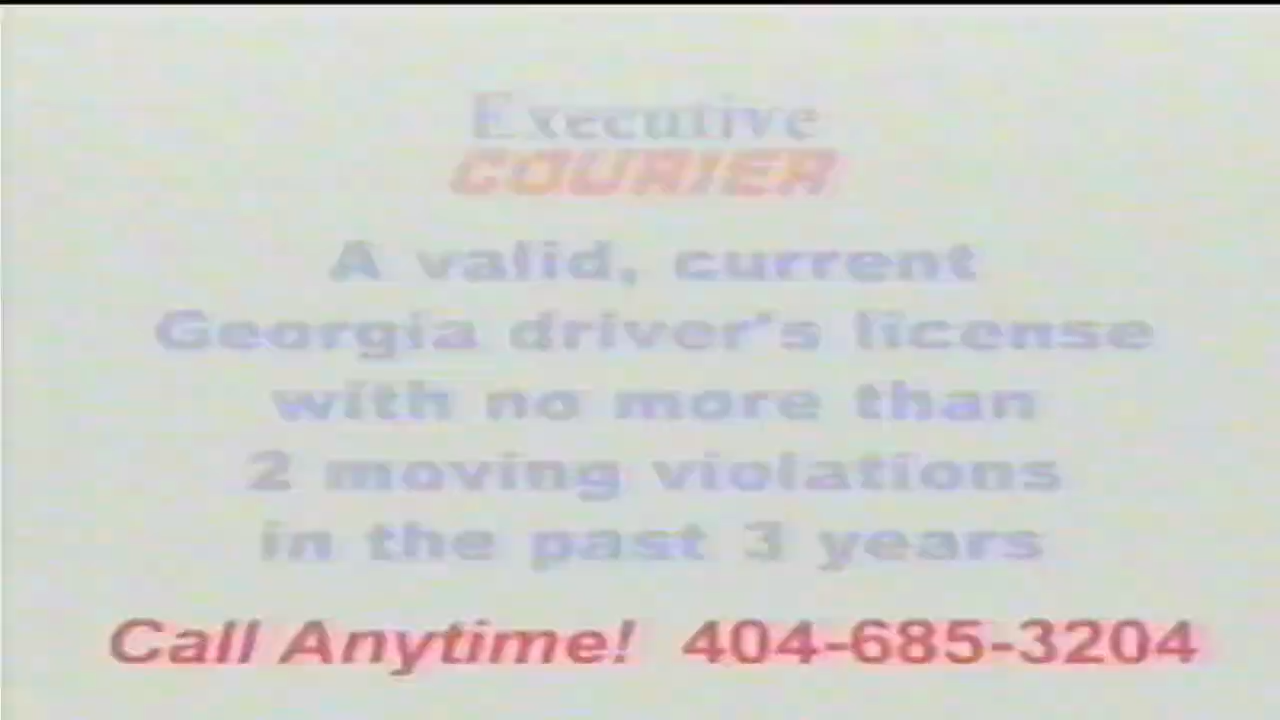 Executive
COURIER
A valid, current
Georgia driver's license
with no more than
2 moving violations
in the past 3 years
Call Anytime! 404-685-3204